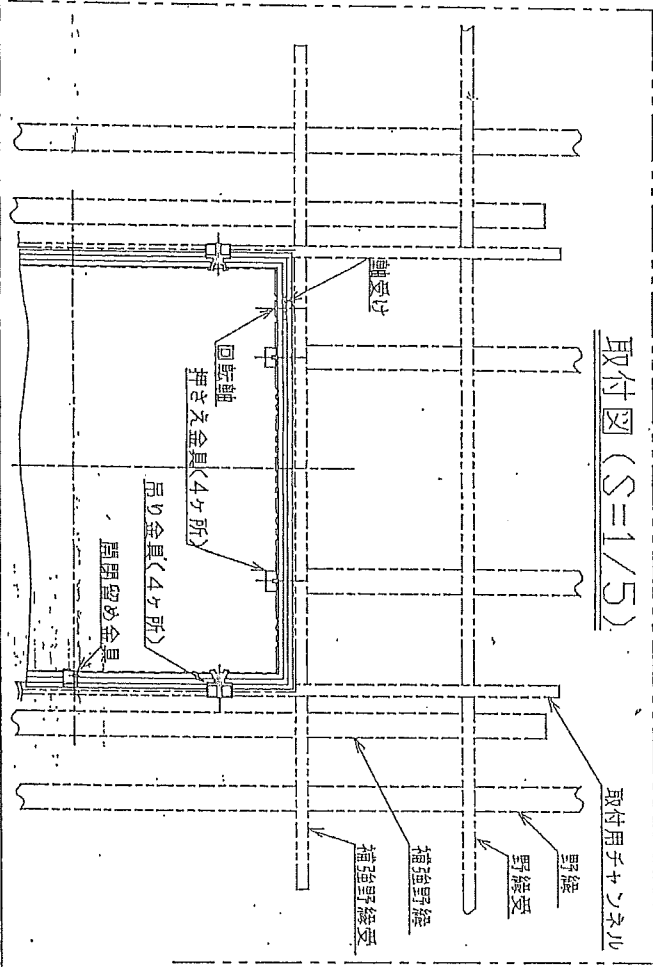 取付図 (S=1/5)
取付用チャンネル
野縁
野縁受
補強野縁
補強野縁受
軸受け
回転軸
押さえ金具(4ヶ所)
吊り金具(4ヶ所)
開閉留め金具